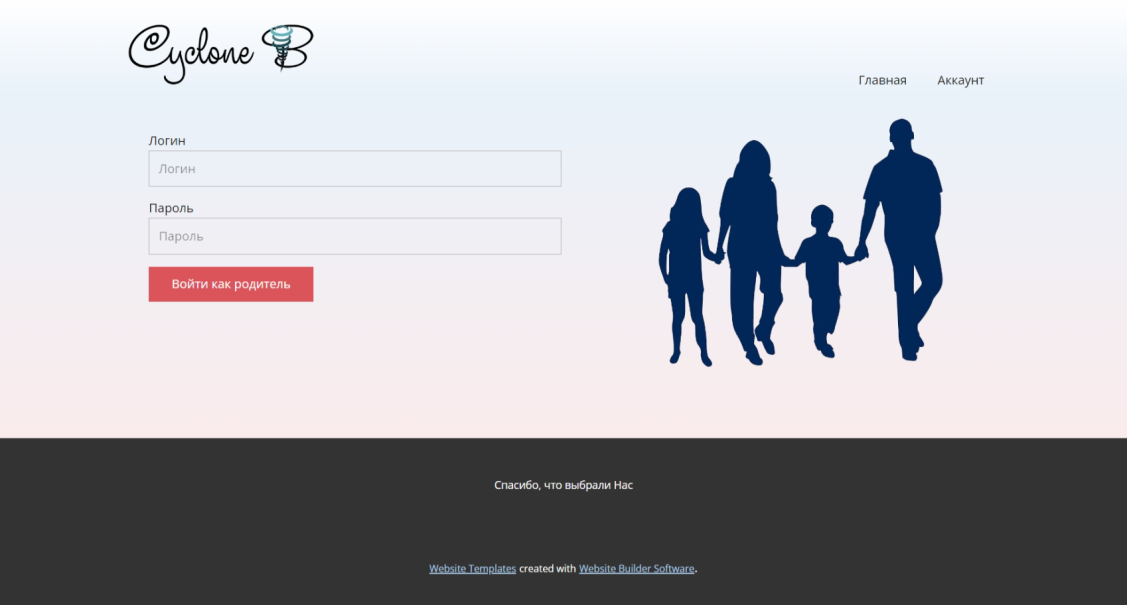 Cyclone B
Главная Аккаунт
Логин
Логин
Пароль
Пароль
Войти как родитель
Спасибо, что выбрали Нас
Website Templates created with Website Builder Software.